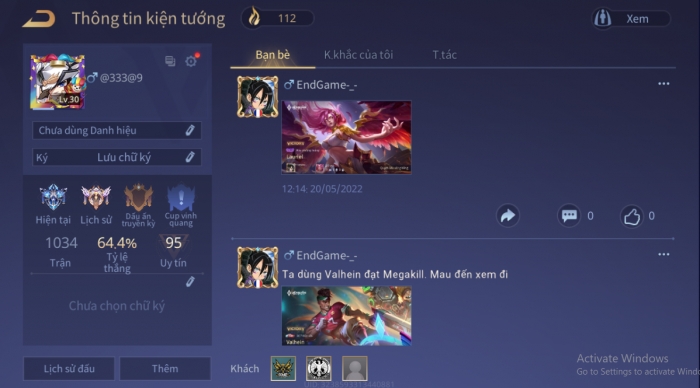 Thông tin kiện tướng
112
Xem
Bạn bè
K.khắc của tôi
T.tác
@333@9
Lv.30
Chưa dùng Danh hiệu
Ký
Lưu chữ ký
Hiện tại
Lịch sử
Dấu ấn truyền kỳ
Cup vinh quang
1034
64.4%
95
Trận
Tỷ lệ thắng
Uy tín
Chưa chọn chữ ký
Lịch sử đấu
Thêm
EndGame-_-
12:14: 20/05/2022
0
0
EndGame-_-
Ta dùng Valhein đạt Megakill. Mau đến xem đi
Valhein
Khách
Activate Windows
Go to Settings to activate Wind